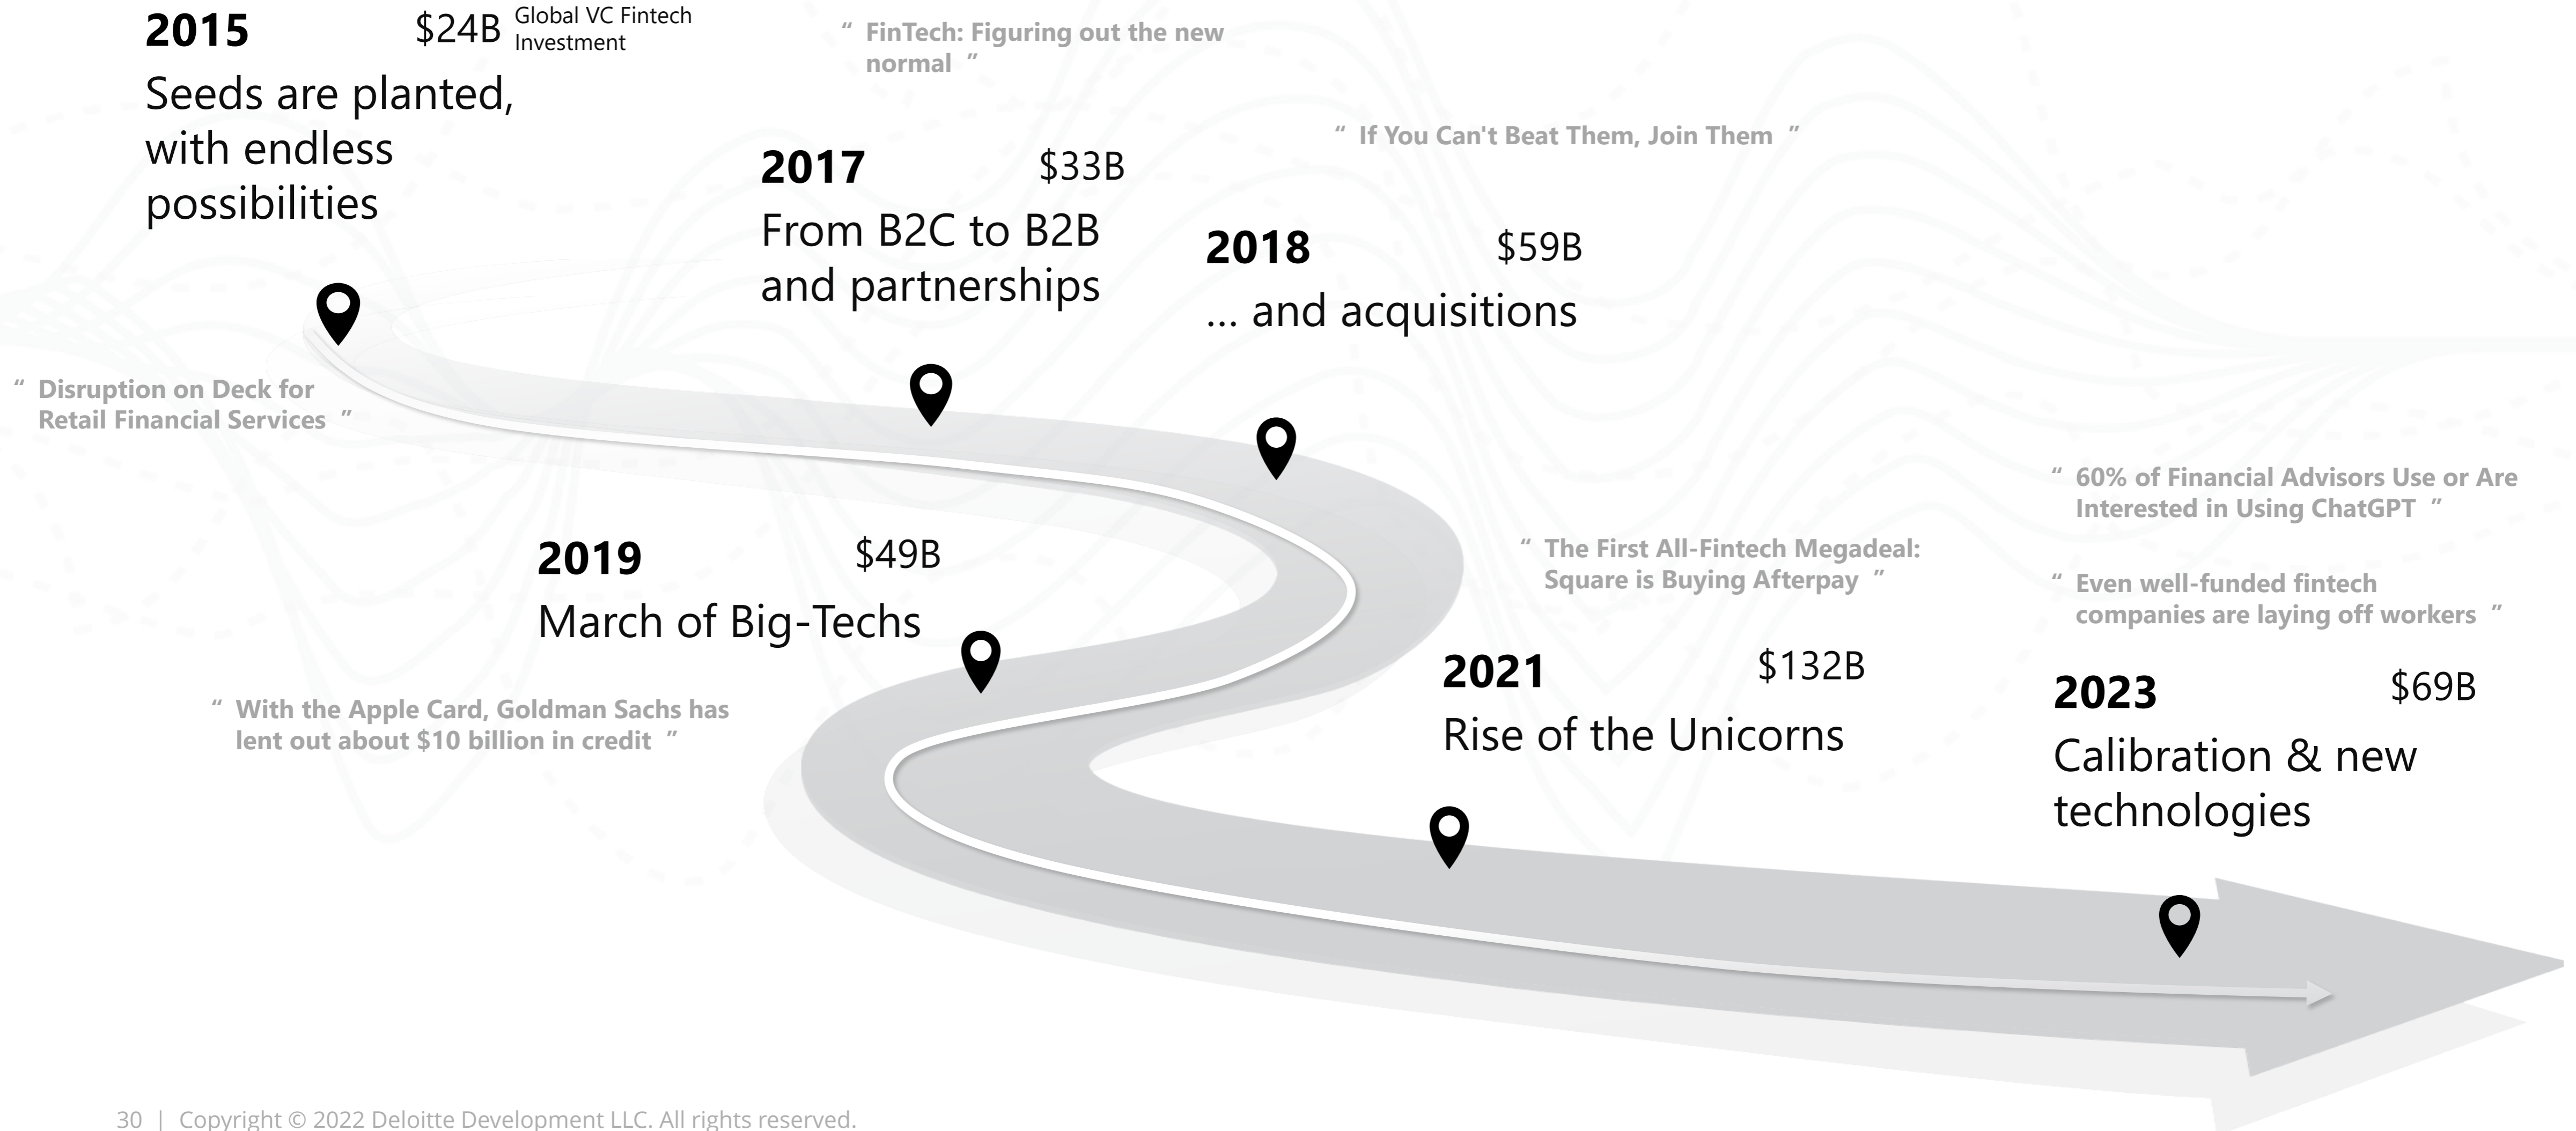 2015
$24B
Global VC Fintech
Investment
Seeds are planted,
with endless
possibilities
“ Disruption on Deck for
Retail Financial Services ”
“ FinTech: Figuring out the new
normal ”
2017
$33B
From B2C to B2B
and partnerships
“ If You Can't Beat Them, Join Them ”
2018
$59B
... and acquisitions
2019
$49B
March of Big-Techs
“ With the Apple Card, Goldman Sachs has
lent out about $10 billion in credit ”
“ The First All-Fintech Megadeal:
Square is Buying Afterpay ”
2021
$132B
Rise of the Unicorns
“ 60% of Financial Advisors Use or Are
Interested in Using ChatGPT ”
“ Even well-funded fintech
companies are laying off workers ”
2023
$69B
Calibration & new
technologies
30 | Copyright © 2022 Deloitte Development LLC. All rights reserved.